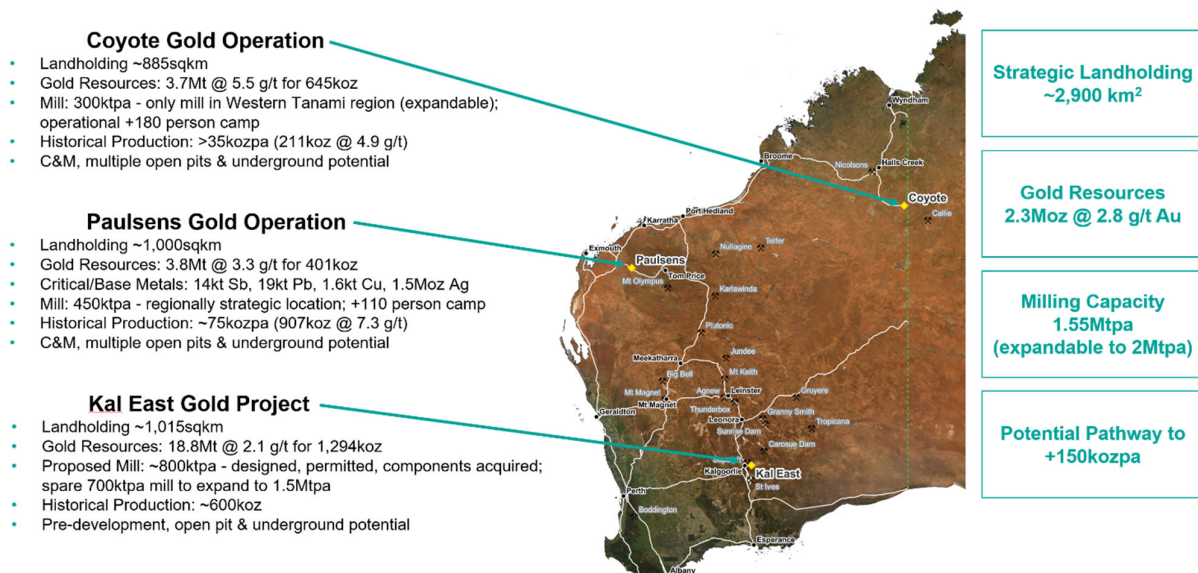 Coyote Gold Operation
• Landholding ~885sqkm
• Gold Resources: 3.7Mt @ 5.5 g/t for 645koz
• Mill: 300ktpa - only mill in Western Tanami region (expandable);
operational +180 person camp
• Historical Production: >35kozpa (211koz @ 4.9 g/t)
• C&M, multiple open pits & underground potential
Paulsens Gold Operation
• Landholding ~1,000sqkm
• Gold Resources: 3.8Mt @ 3.3 g/t for 401koz
• Critical/Base Metals: 14kt Sb, 19kt Pb, 1.6kt Cu, 1.5Moz Ag
• Mill: 450ktpa - regionally strategic location; +110 person camp
• Historical Production: ~75kozpa (907koz @ 7.3 g/t)
• C&M, multiple open pits & underground potential
Kal East Gold Project
• Landholding ~1,015sqkm
• Gold Resources: 18.8Mt @ 2.1 g/t for 1,294koz
• Proposed Mill: ~800ktpa - designed, permitted, components acquired;
spare 700ktpa mill to expand to 1.5Mtpa
• Historical Production: ~600koz
• Pre-development, open pit & underground potential
Wyndham
Broome
Halls Creek
Nicolsons
Coyote
Callie
Port Hedland
Karratha
Exmouth
Nullagine
Telfer
Paulsens
Tom Price
Mt Olympus
Karlawinda
Plutonic
Jundee
Meekatharra
Big Bell
Mt Keith
Mt Magnet
Agnew
Leinster
Gruyere
Mt Magnet
Geraldton
Thunderbox
Granny Smith
Leonora
Tropicana
Sunrise Dam
Carosue Dam
Kalgoorlie
Kal East
St Ives
Perth
Boddington
Esperance
Albany
Strategic Landholding
~2,900 km²
Gold Resources
2.3Moz @ 2.8 g/t Au
Milling Capacity
1.55Mtpa
(expandable to 2Mtpa)
Potential Pathway to
+150kozpa